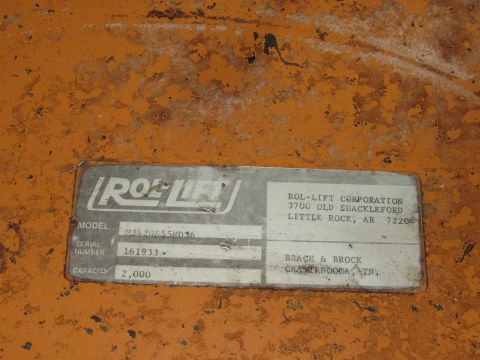 ROL-LIFT
MODEL
SERIAL NUMBER 161933
CAPACITY 2,000
ROL-LIFT CORPORATION
3700 OLD SHACKLEFORD
LITTLE ROCK, AR 72204
BRACH & BROCK
TN.